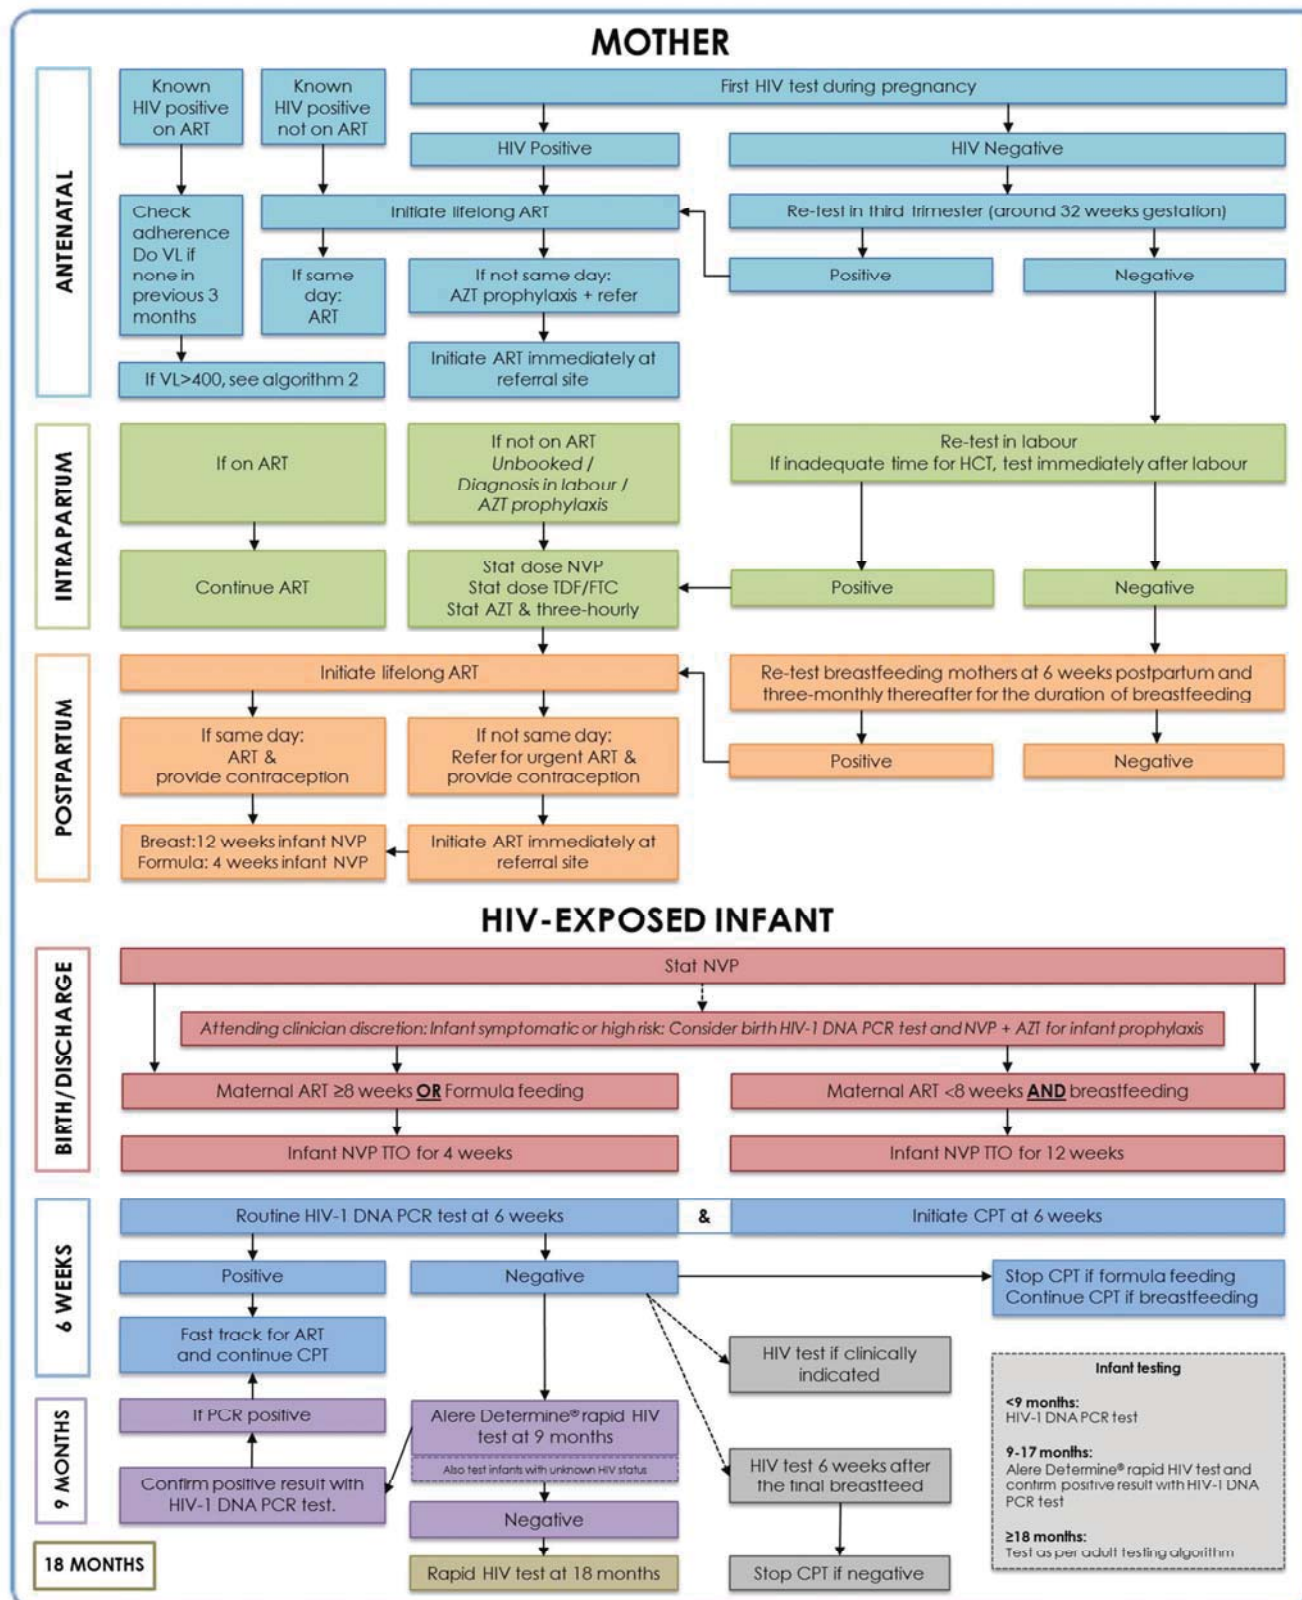 MOTHER
ANTENATAL
Known
HIV positive
on ART
Known
HIV positive
not on ART
First HIV test during pregnancy
HIV Positive
HIV Negative
Check
adherence
Do VL if
none in
previous 3
months
Initiate lifelong ART
Re-test in third trimester (around 32 weeks gestation)
If same
day:
ART
If not same day:
AZT prophylaxis + refer
Positive
Negative
If VL>400, see algorithm 2
Initiate ART immediately at
referral site
INTRAPARTUM
If on ART
If not on ART
Unbooked /
Diagnosis in labour /
AZT prophylaxis
Re-test in labour
If inadequate time for HCT, test immediately after labour
Continue ART
Stat dose NVP
Stat dose TDF/FTC
Stat AZT & three-hourly
Positive
Negative
POSTPARTUM
Initiate lifelong ART
Re-test breastfeeding mothers at 6 weeks postpartum and
three-monthly thereafter for the duration of breastfeeding
If same day:
ART &
provide contraception
If not same day:
Refer for urgent ART &
provide contraception
Positive
Negative
Breast:12 weeks infant NVP
Formula: 4 weeks infant NVP
Initiate ART immediately at
referral site
HIV-EXPOSED INFANT
BIRTH/DISCHARGE
Stat NVP
Attending clinician discretion: Infant symptomatic or high risk: Consider birth HIV-1 DNA PCR test and NVP + AZT for infant prophylaxis
Maternal ART ≥8 weeks OR Formula feeding
Maternal ART <8 weeks AND breastfeeding
Infant NVP TTO for 4 weeks
Infant NVP TTO for 12 weeks
6 WEEKS
Routine HIV-1 DNA PCR test at 6 weeks
&
Initiate CPT at 6 weeks
Positive
Negative
Stop CPT if formula feeding
Continue CPT if breastfeeding
Fast track for ART
and continue CPT
HIV test if clinically
indicated
9 MONTHS
If PCR positive
Alere Determine® rapid HIV
test at 9 months
Also test infants with unknown HIV status
Confirm positive result with
HIV-1 DNA PCR test.
HIV test 6 weeks after
the final breastfeed
Negative
18 MONTHS
Rapid HIV test at 18 months
Stop CPT if negative
Infant testing
<9 months:
HIV-1 DNA PCR test
9-17 months:
Alere Determine® rapid HIV test and
confirm positive result with HIV-1 DNA
PCR test
≥18 months:
Test as per adult testing algorithm